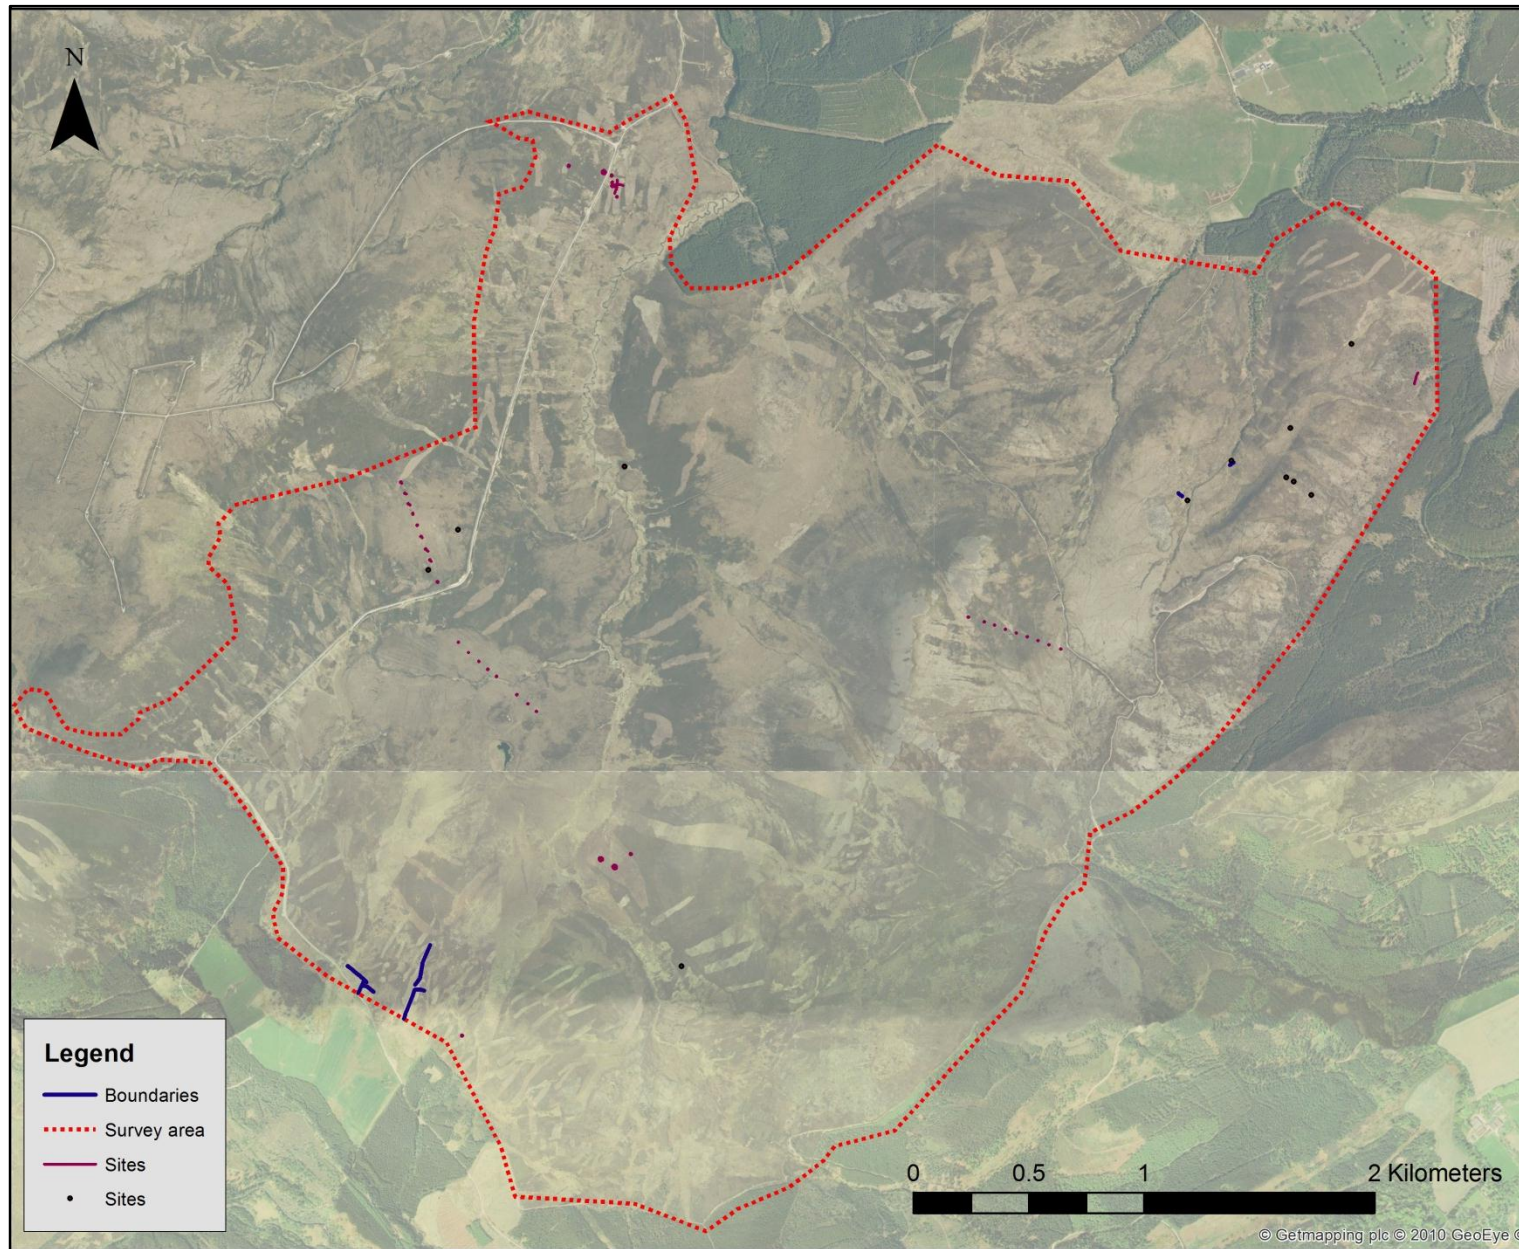 N
Legend
Boundaries
Survey area
Sites
Sites
0 0.5 1 2 Kilometers
© Getmapping plc © 2010 GeoEye ©